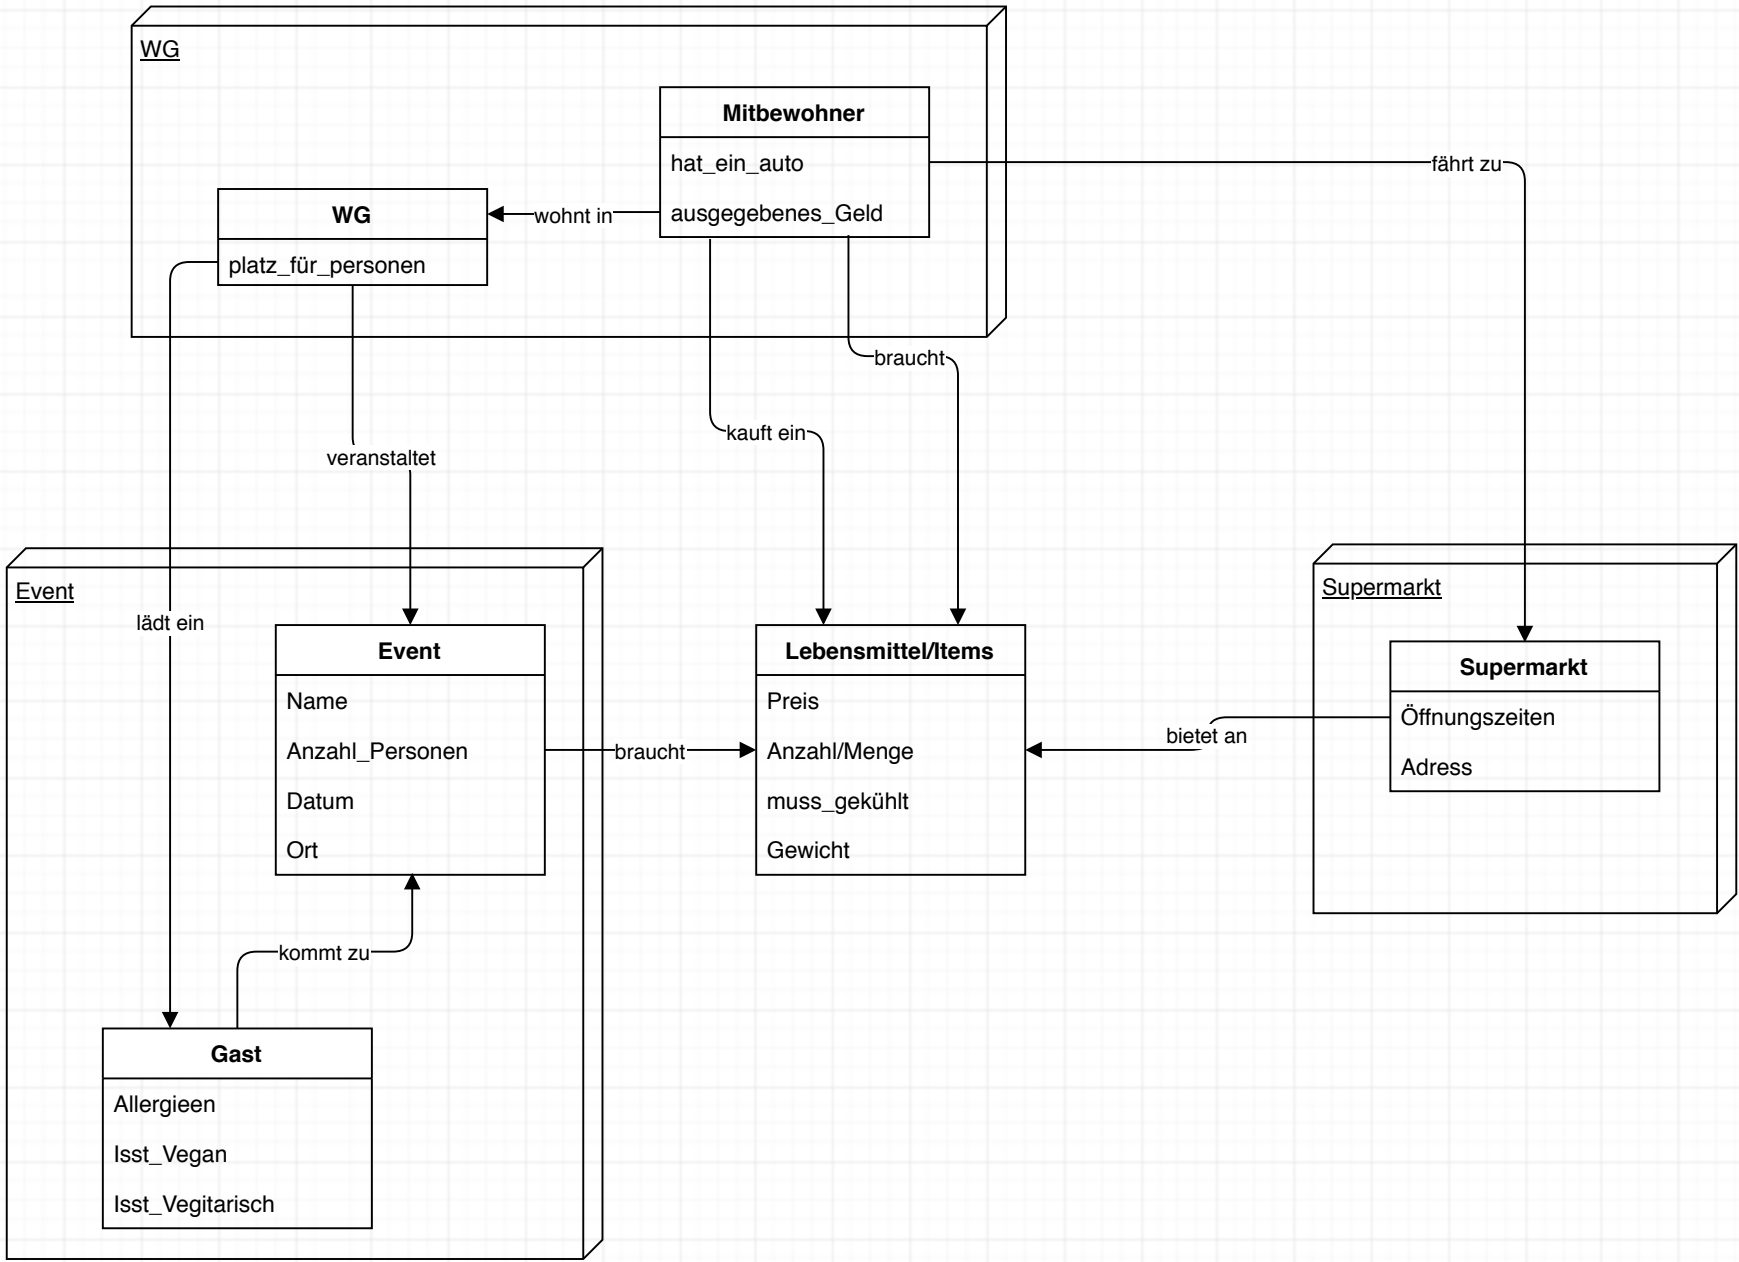 WG
Mitbewohner
hat_ein_auto
ausgegebenes_Geld
fährt zu
WG
platz_für_personen
wohnt in
braucht
kauft ein
veranstaltet
Event
lädt ein
Event
Name
Anzahl_Personen
Datum
Ort
braucht
Lebensmittel/Items
Preis
Anzahl/Menge
muss_gekühlt
Gewicht
bietet an
Supermarkt
Supermarkt
Öffnungszeiten
Adress
kommt zu
Gast
Allergieen
Isst_Vegan
Isst_Vegitarisch